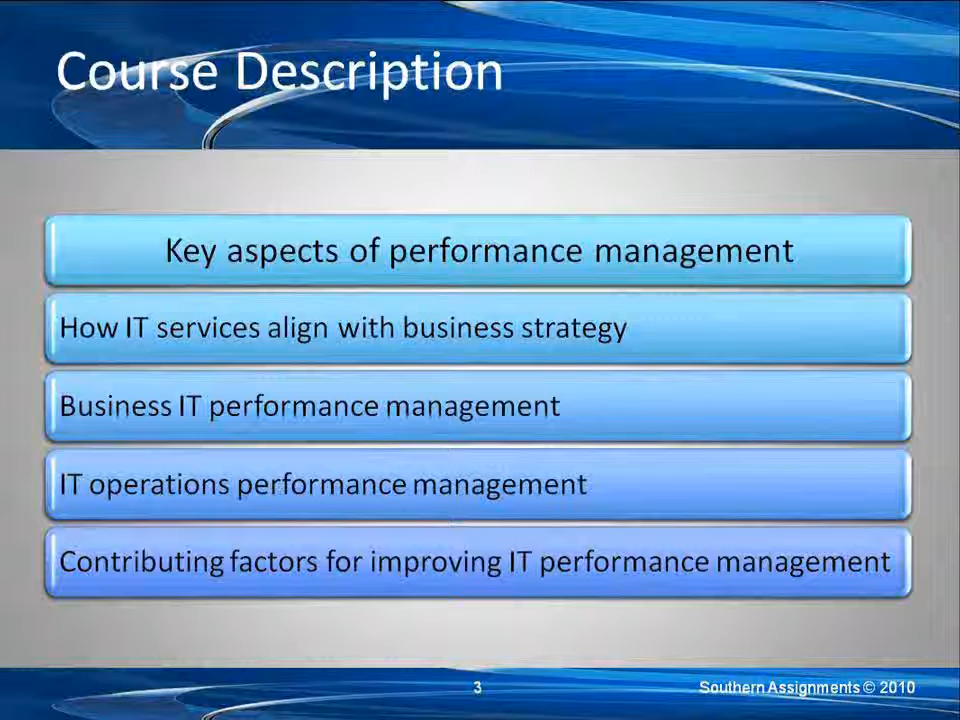 Course Description
Key aspects of performance management
How IT services align with business strategy
Business IT performance management
IT operations performance management
Contributing factors for improving IT performance management
3
Southern Assignments © 2010